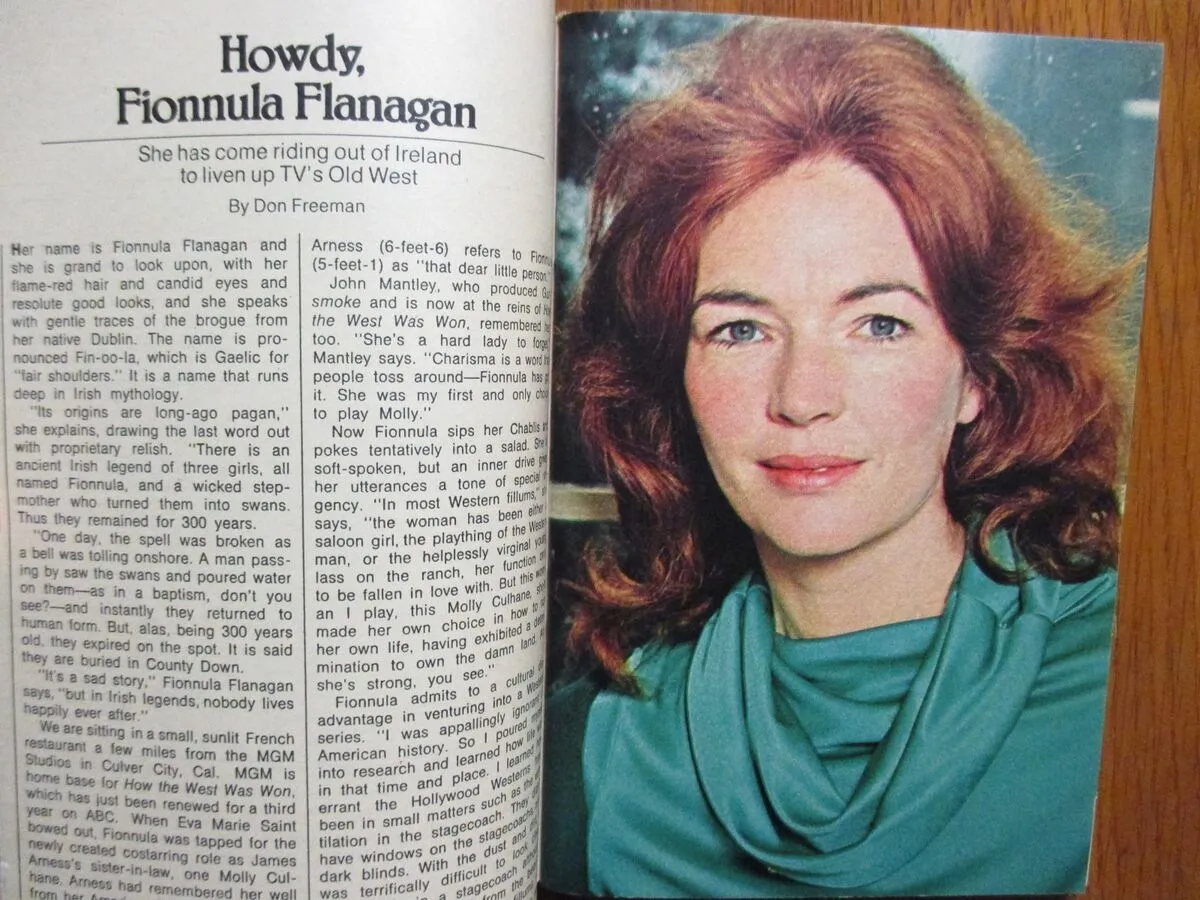 Howdy,
Fionnula Flanagan
She has come riding out of Ireland
to liven up TV's Old West
By Don Freeman
Her name is Fionnula Flanagan and
she is grand to look upon, with her
flame-red hair and candid eyes and
resolute good looks, and she speaks
with gentle traces of the brogue from
her native Dublin. The name is pro-
nounced Fin-oo-la, which is Gaelic for
"fair shoulders." It is a name that runs
deep in Irish mythology.
"Its origins are long-ago pagan,"
she explains, drawing the last word out
with proprietary relish. "There is an
ancient Irish legend of three girls, all
named Fionnula, and a wicked step-
mother who turned them into swans.
Thus they remained for 300 years.
"One day, the spell was broken as
a bell was tolling onshore. A man pass-
ing by saw the swans and poured water
on them—as in a baptism, don't you
see?—and instantly they returned to
human form. But, alas, being 300 years
old, they expired on the spot. It is said
they are buried in County Down.
"It's a sad story," Fionnula Flanagan
says, "but in Irish legends, nobody lives
happily ever after."
We are sitting in a small, sunlit French
restaurant a few miles from the MGM
Studios in Culver City, Cal. MGM is
home base for How the West Was Won,
which has just been renewed for a third
year on ABC. When Eva Marie Saint
bowed out, Fionnula was tapped for the
newly created costarring role as James
Arness's sister-in-law, one Molly Cul-
hane. Arness had remembered her well
from her
Arness (6-feet-6) refers to
(5-feet-1) as "that dear little person."
John Mantley, who produced
smoke and is now at the reins of
the West Was Won, remembered
too. "She's a hard lady to forget,"
Mantley says. "Charisma is a word
people toss around—Fionnula has
it. She was my first and only
to play Molly."
Now Fionnula sips her Chablis
pokes tentatively into a salad. She
soft-spoken, but an inner drive
her utterances a tone of special
gency. "In most Western fillums,"
says, "the woman has been either
saloon girl, the plaything of the
man, or the helplessly virginal
lass on the ranch, her function
to be fallen in love with. But this
an I play, this Molly Culhane,
made her own choice in how to
her own life, having exhibited a
mination to own the damn land.
she's strong, you see."
Fionnula admits to a cultural
advantage in venturing into a
series. "I was appallingly
American history. So I poured
into research and learned how
in that time and place. I learned
errant the Hollywood Westerns
been in small matters such as
tilation in the stagecoach. They
have windows on the stagecoaches,
dark blinds. With the dust and
was terrifically difficult to look
in a stagecoach
from the